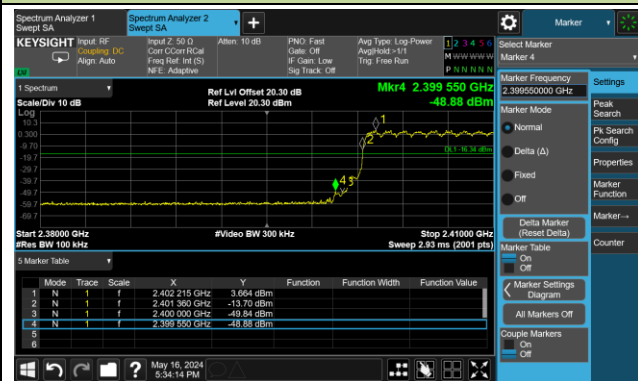 Spectrum Analyzer 1
Swept SA
Spectrum Analyzer 2
Swept SA
+
Marker
KEYSIGHT
Input: RF
Coupling: DC
Align: Auto
Input Z: 50 Ω
Corr CCorr RCal
Freq Ref: Int (S)
NFE: Adaptive
Atten: 10 dB
PNO: Fast
Gate: Off
IF Gain: Low
Sig Track: Off
Avg Type: Log-Power
Avg|Hold:>1/1
Trig: Free Run
1 2 3 4 5 6
M W W W W W
P N N N N N
Select Marker
Marker 4
1 Spectrum
Scale/Div 10 dB
Ref Lvl Offset 20.30 dB
Ref Level 20.30 dBm
Mkr4 2.399 550 GHz
-48.88 dBm
Log
10.3
0.300
-9.70
-19.7
-29.7
-39.7
-49.7
-59.7
-69.7
1
2
DL1 -16.34 dBm
4
3
Start 2.38000 GHz
#Res BW 100 kHz
#Video BW 300 kHz
Stop 2.41000 GHz
Sweep 2.93 ms (2001 pts)
5 Marker Table
Mode Trace Scale X Y Function Function Width Function Value
1 N 1 f 2.402 215 GHz 3.664 dBm
2 N 1 f 2.401 360 GHz -13.70 dBm
3 N 1 f 2.400 000 GHz -49.84 dBm
4 N 1 f 2.399 550 GHz -48.88 dBm
5
6
May 16, 2024
5:34:14 PM
Marker Frequency
2.399550000 GHz
Marker Mode
Normal
Delta (Δ)
Fixed
Off
Delta Marker
(Reset Delta)
Marker Table
On
Off
Marker Settings
Diagram
All Markers Off
Couple Markers
On
Off
Settings
Peak
Search
Pk Search
Config
Properties
Marker
Function
Marker→
Counter